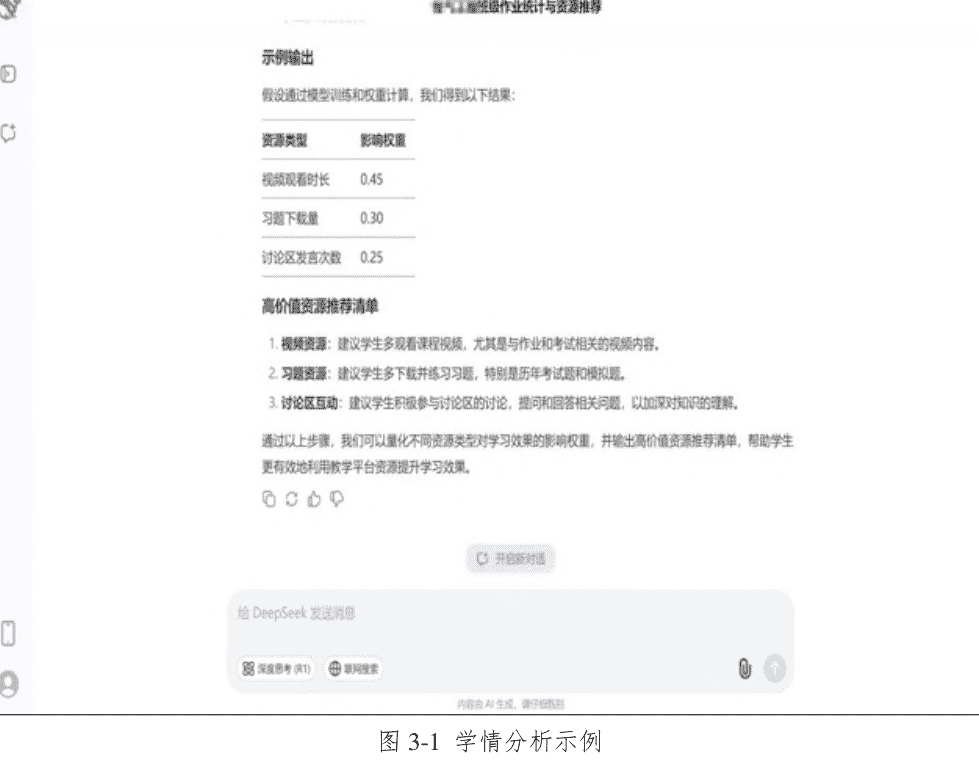 班级作业统计与资源推荐
示例输出
假设通过模型训练和权重计算，我们得到以下结果：
资源类型 影响权重
视频观看时长 0.45
习题下载量 0.30
讨论区发言次数 0.25
高价值资源推荐清单
1. 视频资源：建议学生多观看课程视频，尤其是与作业和考试相关的视频内容。
2. 习题资源：建议学生多下载并练习习题，特别是历年考试题和模拟题。
3. 讨论区互动：建议学生积极参与讨论区的讨论，提问和回答相关问题，以加深对知识的理解。
通过以上步骤，我们可以量化不同资源类型对学习效果的影响权重，并输出高价值资源推荐清单，帮助学生
更有效地利用教学平台资源提升学习效果。
开启新对话
给 DeepSeek 发送消息
深度思考 (R1) 联网搜索
内容由 AI 生成，请仔细甄别
图 3-1 学情分析示例